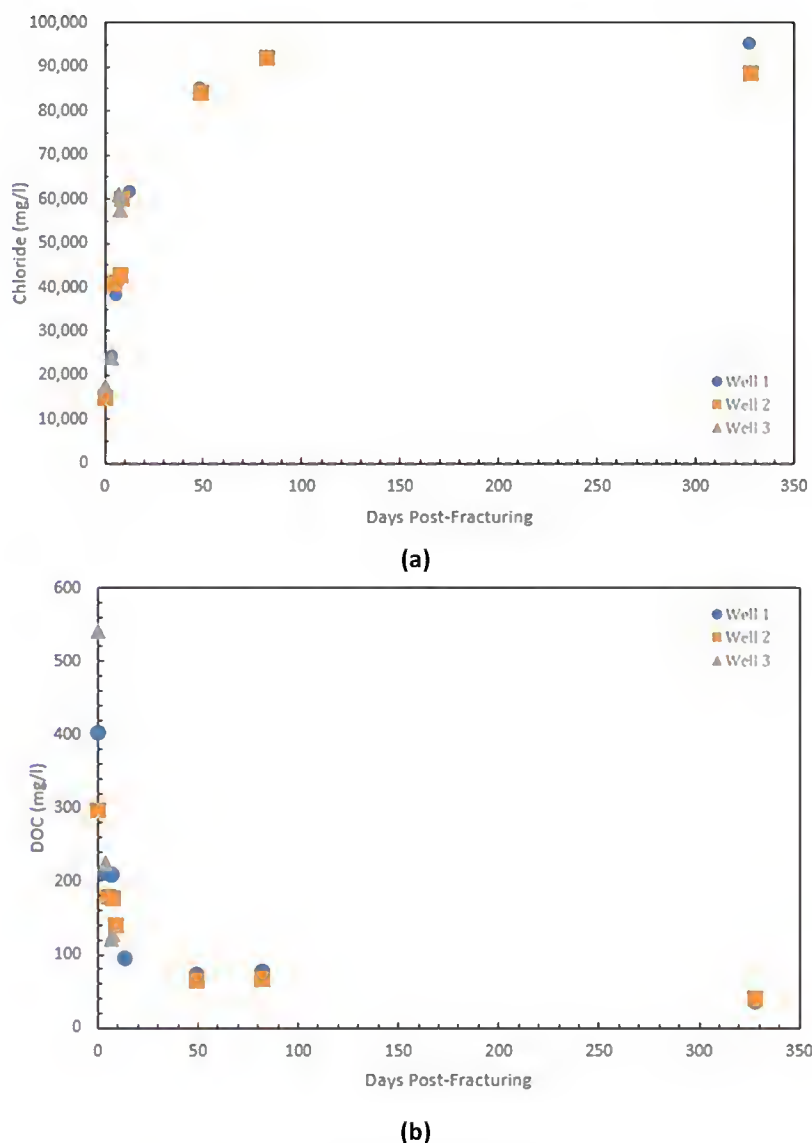 100,000
90,000
80,000
70,000
60,000
50,000
40,000
30,000
20,000
10,000
0
Chloride (mg/l)
0 50 100 150 200 250 300 350
Days Post-Fracturing
Well 1
Well 2
Well 3
(a)
600
500
400
300
200
100
0
DOC (mg/l)
0 50 100 150 200 250 300 350
Days Post-Fracturing
Well 1
Well 2
Well 3
(b)